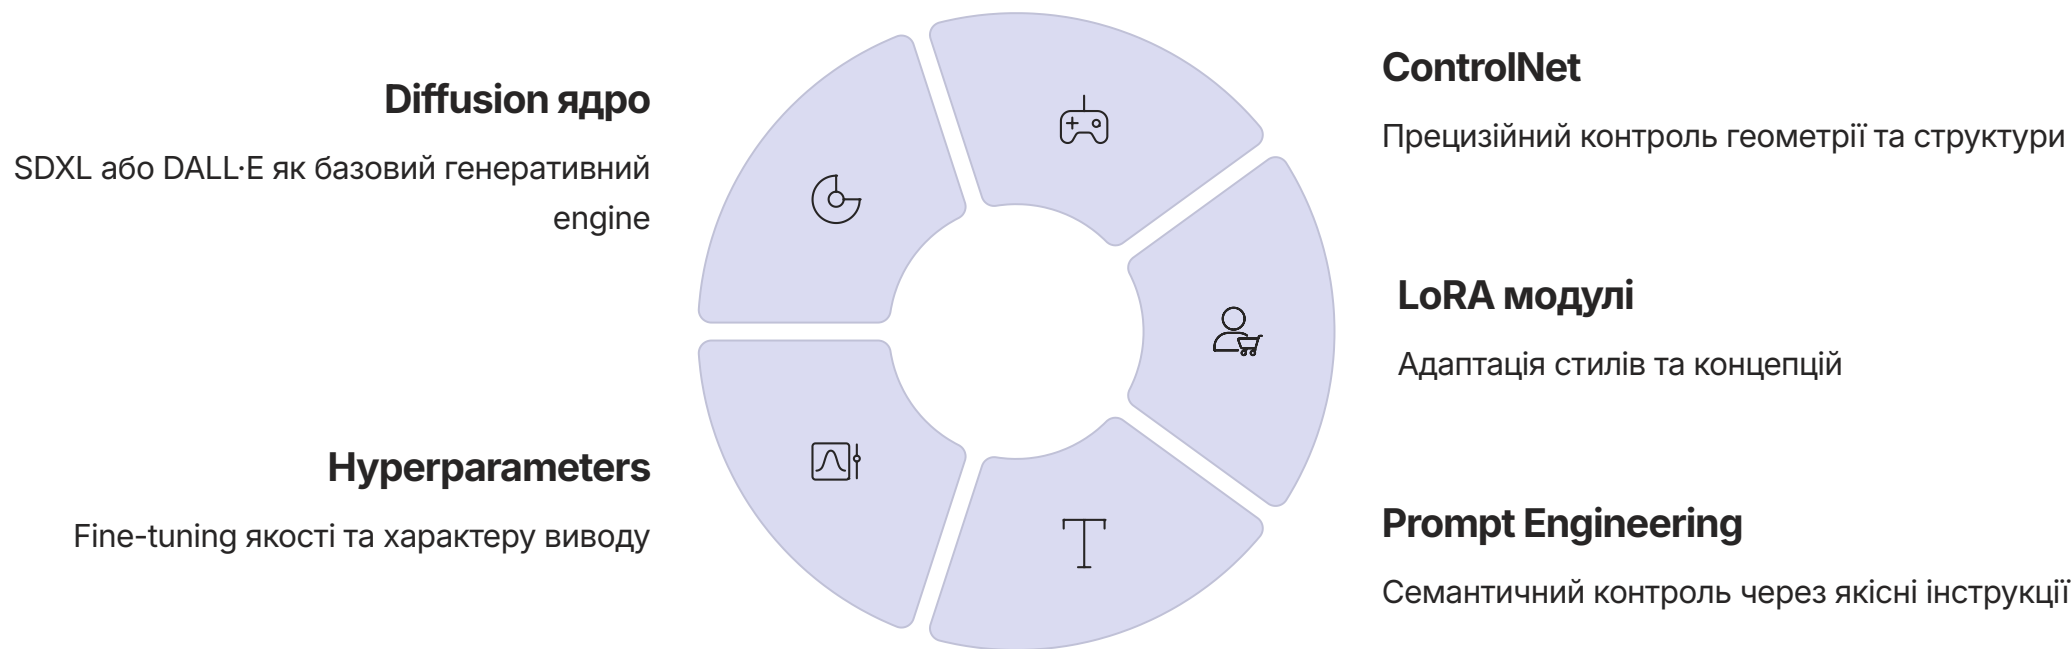 Diffusion ядро
SDXL або DALL·E як базовий генеративний
engine
Hyperparameters
Fine-tuning якості та характеру виводу
ControlNet
Прецизійний контроль геометрії та структури
LoRA модулі
Адаптація стилів та концепцій
Prompt Engineering
Семантичний контроль через якісні інструкції